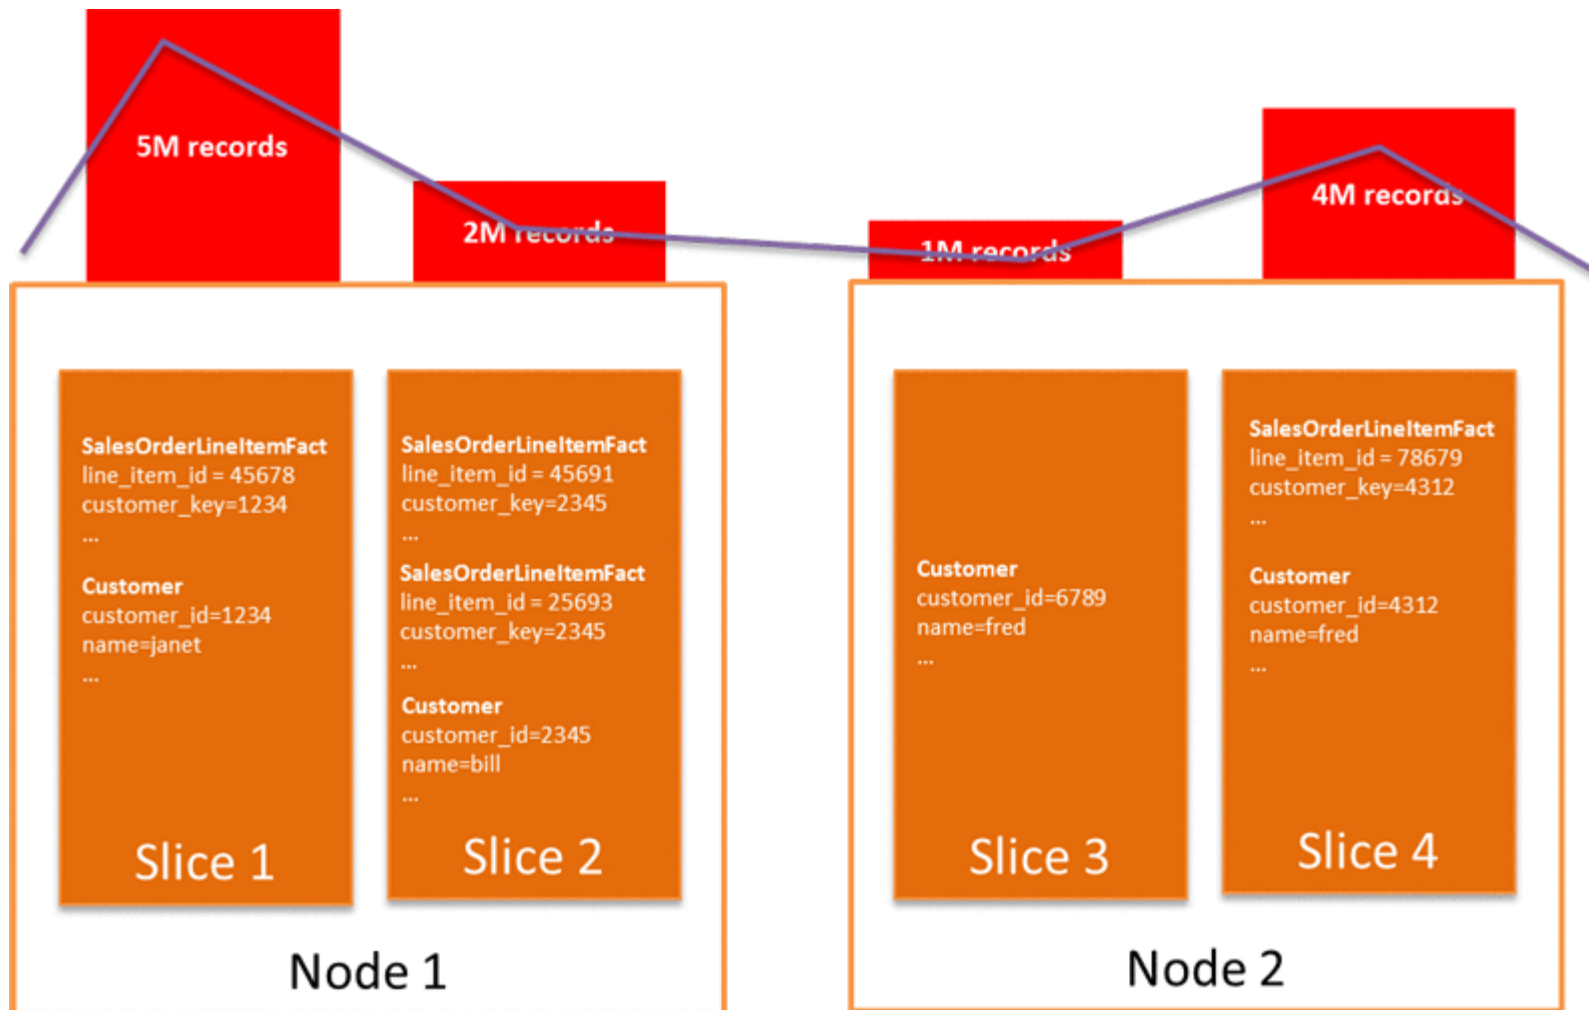 5M records
2M records
1M records
4M records
SalesOrderLineItemFact
line_item_id = 45678
customer_key=1234
...
Customer
customer_id=1234
name=janet
...
Slice 1
SalesOrderLineItemFact
line_item_id = 45691
customer_key=2345
...
SalesOrderLineItemFact
line_item_id = 25693
customer_key=2345
...
Customer
customer_id=2345
name=bill
...
Slice 2
Node 1
Customer
customer_id=6789
name=fred
...
Slice 3
SalesOrderLineItemFact
line_item_id = 78679
customer_key=4312
...
Customer
customer_id=4312
name=fred
...
Slice 4
Node 2